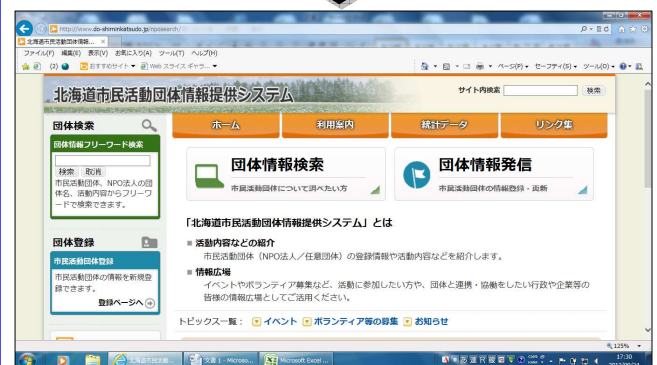 http://www.do-shiminkatsudo.jp/nposearch/
北海道市民活動団体情報... ×
ファイル(F) 編集(E) 表示(V) お気に入り(A) ツール(T) ヘルプ(H)
(2) おすすめサイト Web スライス ギャラ... ページ(P) セーフティ(S) ツール(O)
北海道市民活動団体情報提供システム
サイト内検索 検索
団体検索
ホーム 利用案内 統計データ リンク集
団体情報フリーワード検索
検索 取消
市民活動団体、NPO法人の団
体名、活動内容からフリーワ
ードで検索できます。
団体情報検索
市民活動団体について調べたい方
団体情報発信
市民活動団体の情報登録・更新
「北海道市民活動団体情報提供システム」とは
■ 活動内容などの紹介
市民活動団体（NPO法人／任意団体）の登録情報や活動内容などを紹介します。
■ 情報広場
イベントやボランティア募集など、活動に参加したい方や、団体と連携・協働をしたい行政や企業等の
皆様の情報広場としてご活用ください。
団体登録
市民活動団体登録
市民活動団体の情報を新規登
録できます。
登録ページへ
トピックス一覧： イベント ボランティア等の募集 お知らせ
125%
北海道市民活動団...
文書 1 - Microso...
Microsoft Excel ...
17:30